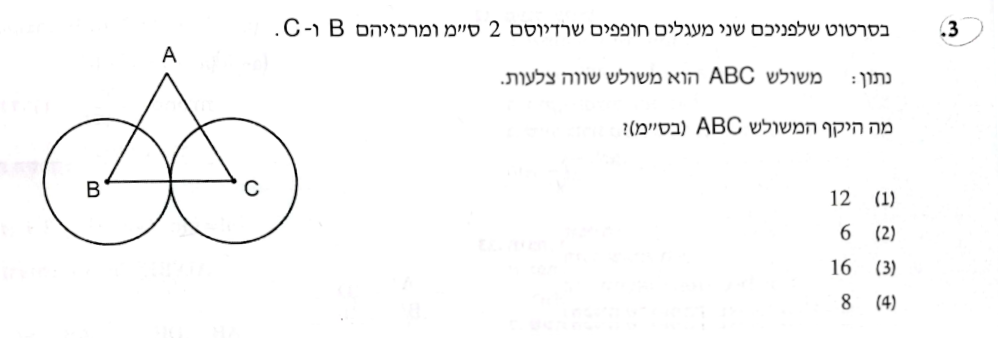 3. בסרטוט שלפניכם שני מעגלים חופפים שרדיוסם 2 ס״מ ומרכזיהם B ו-C.
נתון: משולש ABC הוא משולש שווה צלעות.
מה היקף המשולש ABC (בס״מ)?
A
B
C
(1) 12
(2) 6
(3) 16
(4) 8